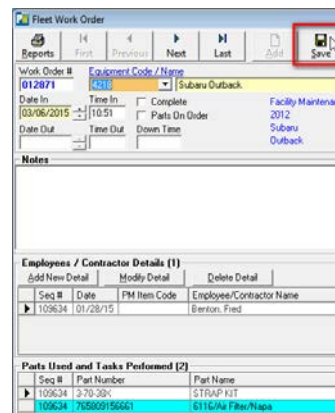 Fleet Work Order
Reports First Previous Next Last Add Save
Work Order # Equipment Code / Name
012871 4218 Subaru Outback
Date In Time In Complete Facility Maintena
03/06/2015 10:51 Parts On Order 2012
Date Out Time Out Down Time Subaru
Outback
Notes
Employees / Contractor Details (1)
Add New Detail Modify Detail Delete Detail
Seq # Date PM Item Code Employee/Contractor Name
109634 01/28/15 Benton, Fred
Parts Used and Tasks Performed (2)
Seq # Part Number Part Name
109634 3-70-38X STRAP KIT
109634 765809156661 6116/Air Filter/Napa